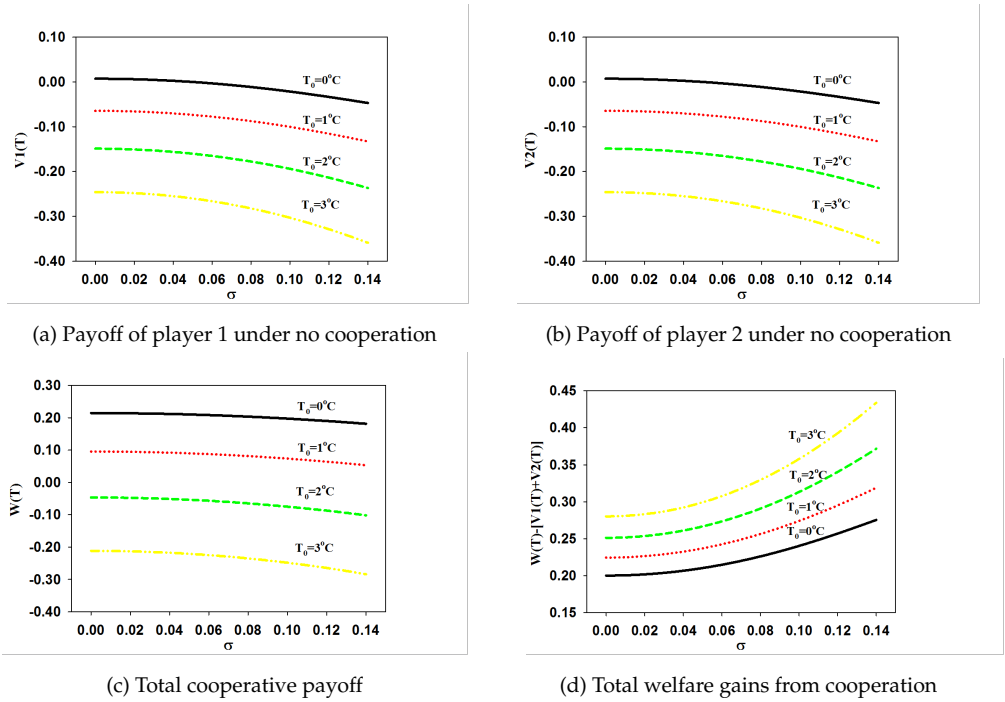 0.10
0.00
-0.10
-0.20
-0.30
-0.40
V1(T)
T0=0°C
T0=1°C
T0=2°C
T0=3°C
0.00 0.02 0.04 0.06 0.08 0.10 0.12 0.14
σ
(a) Payoff of player 1 under no cooperation
0.10
0.00
-0.10
-0.20
-0.30
-0.40
V2(T)
T0=0°C
T0=1°C
T0=2°C
T0=3°C
0.00 0.02 0.04 0.06 0.08 0.10 0.12 0.14
σ
(b) Payoff of player 2 under no cooperation
0.30
0.20
0.10
0.00
-0.10
-0.20
-0.30
-0.40
W(T)
T0=0°C
T0=1°C
T0=2°C
T0=3°C
0.00 0.02 0.04 0.06 0.08 0.10 0.12 0.14
σ
(c) Total cooperative payoff
0.45
0.40
0.35
0.30
0.25
0.20
0.15
W(T)-[V1(T)+V2(T)]
T0=3°C
T0=2°C
T0=1°C
T0=0°C
0.00 0.02 0.04 0.06 0.08 0.10 0.12 0.14
σ
(d) Total welfare gains from cooperation